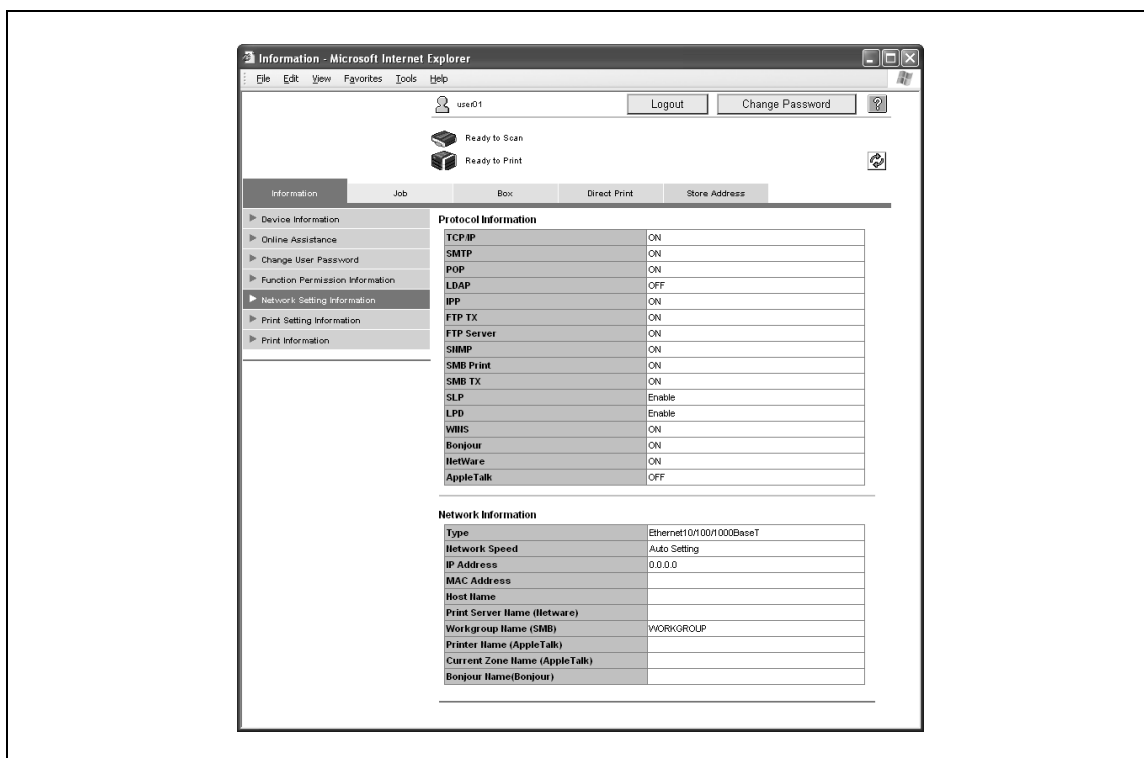 Information - Microsoft Internet Explorer
File Edit View Favorites Tools Help
user01 Logout Change Password ?
Ready to Scan
Ready to Print
Information Job Box Direct Print Store Address
Device Information
Online Assistance
Change User Password
Function Permission Information
Network Setting Information
Print Setting Information
Print Information
Protocol Information
TCP/IP ON
SMTP ON
POP ON
LDAP OFF
IPP ON
FTP TX ON
FTP Server ON
SNMP ON
SMB Print ON
SMB TX ON
SLP Enable
LPD Enable
WINS ON
Bonjour ON
NetWare ON
AppleTalk OFF
Network Information
Type Ethernet10/100/1000BaseT
Network Speed Auto Setting
IP Address 0.0.0.0
MAC Address
Host Name
Print Server Name (Netware)
Workgroup Name (SMB) WORKGROUP
Printer Name (AppleTalk)
Current Zone Name (AppleTalk)
Bonjour Name(Bonjour)